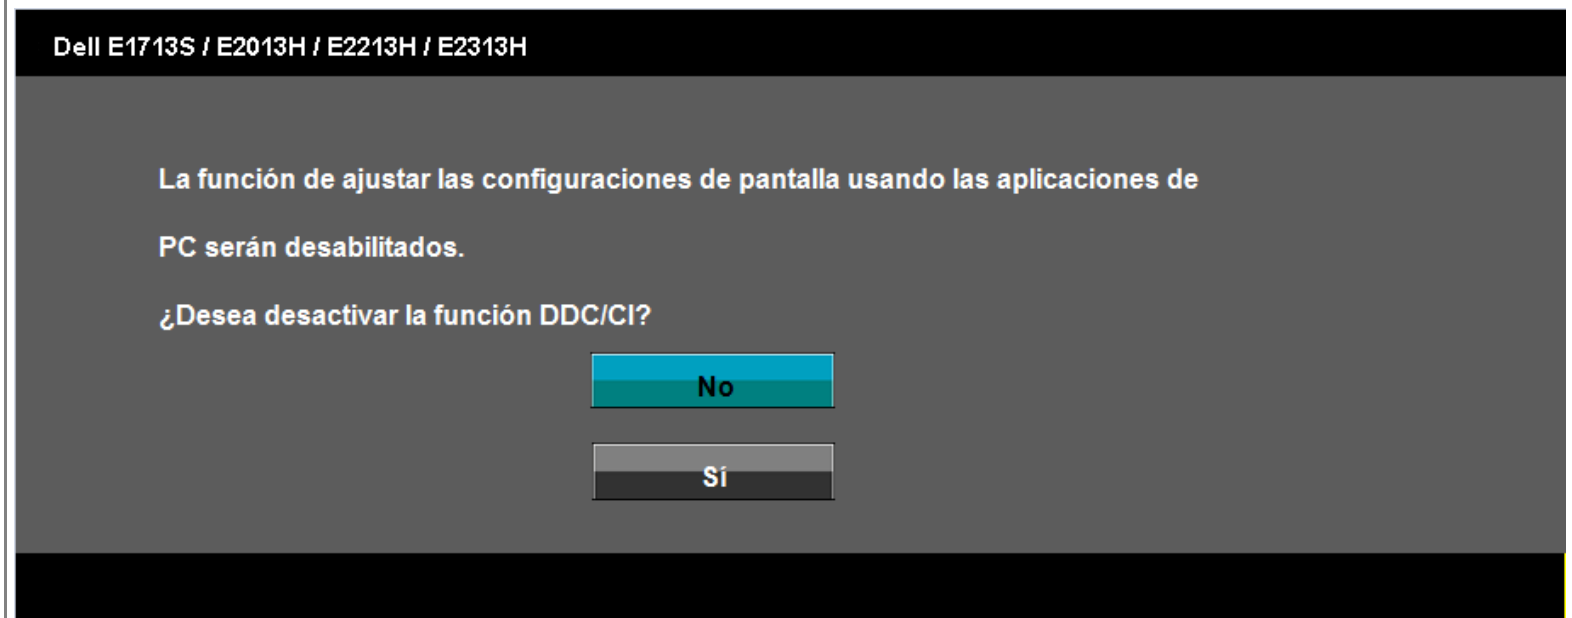 Dell E1713S / E2013H / E2213H / E2313H
La función de ajustar las configuraciones de pantalla usando las aplicaciones de
PC serán desabilitados.
¿Desea desactivar la función DDC/CI?
No
Sí